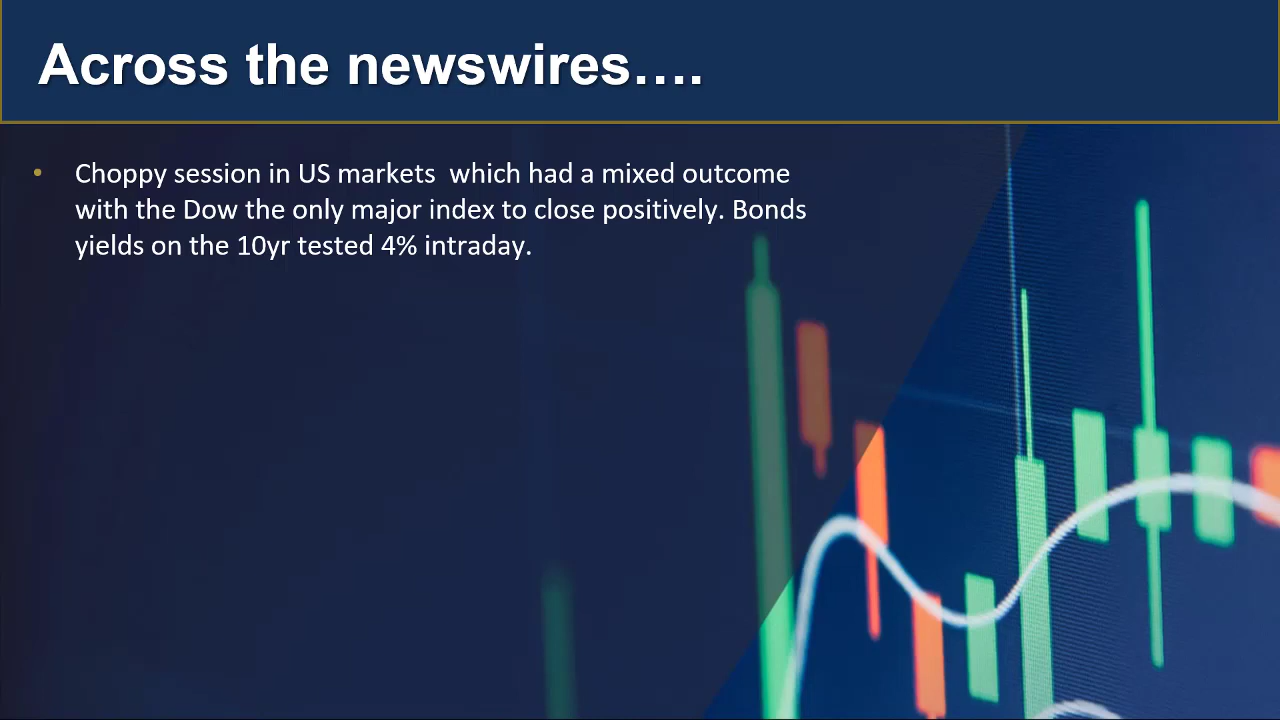 Across the newswires….
• Choppy session in US markets  which had a mixed outcome
with the Dow the only major index to close positively. Bonds
yields on the 10yr tested 4% intraday.